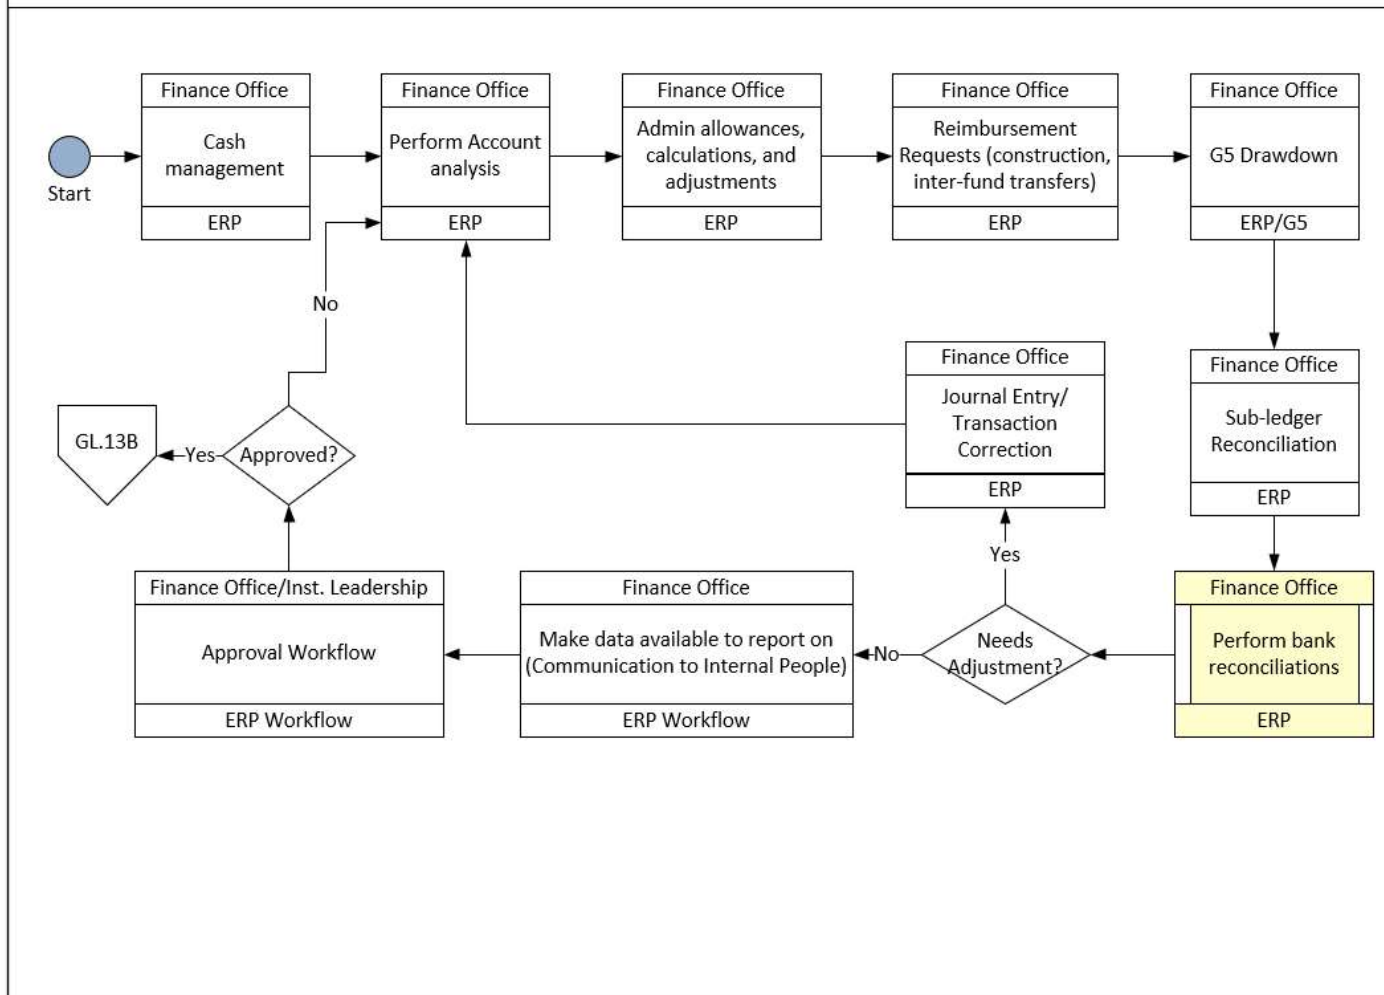 Finance Office
Cash
management
ERP
Start
Finance Office
Perform Account
analysis
ERP
Finance Office
Admin allowances,
calculations, and
adjustments
ERP
Finance Office
Reimbursement
Requests (construction,
inter-fund transfers)
ERP
Finance Office
G5 Drawdown
ERP/G5
Finance Office
Sub-ledger
Reconciliation
ERP
Finance Office
Perform bank
reconciliations
ERP
Needs
Adjustment?
Yes
Finance Office
Journal Entry/
Transaction
Correction
ERP
No
Finance Office
Make data available to report on
(Communication to Internal People)
ERP Workflow
Finance Office/Inst. Leadership
Approval Workflow
ERP Workflow
Approved?
No
Yes
GL.13B